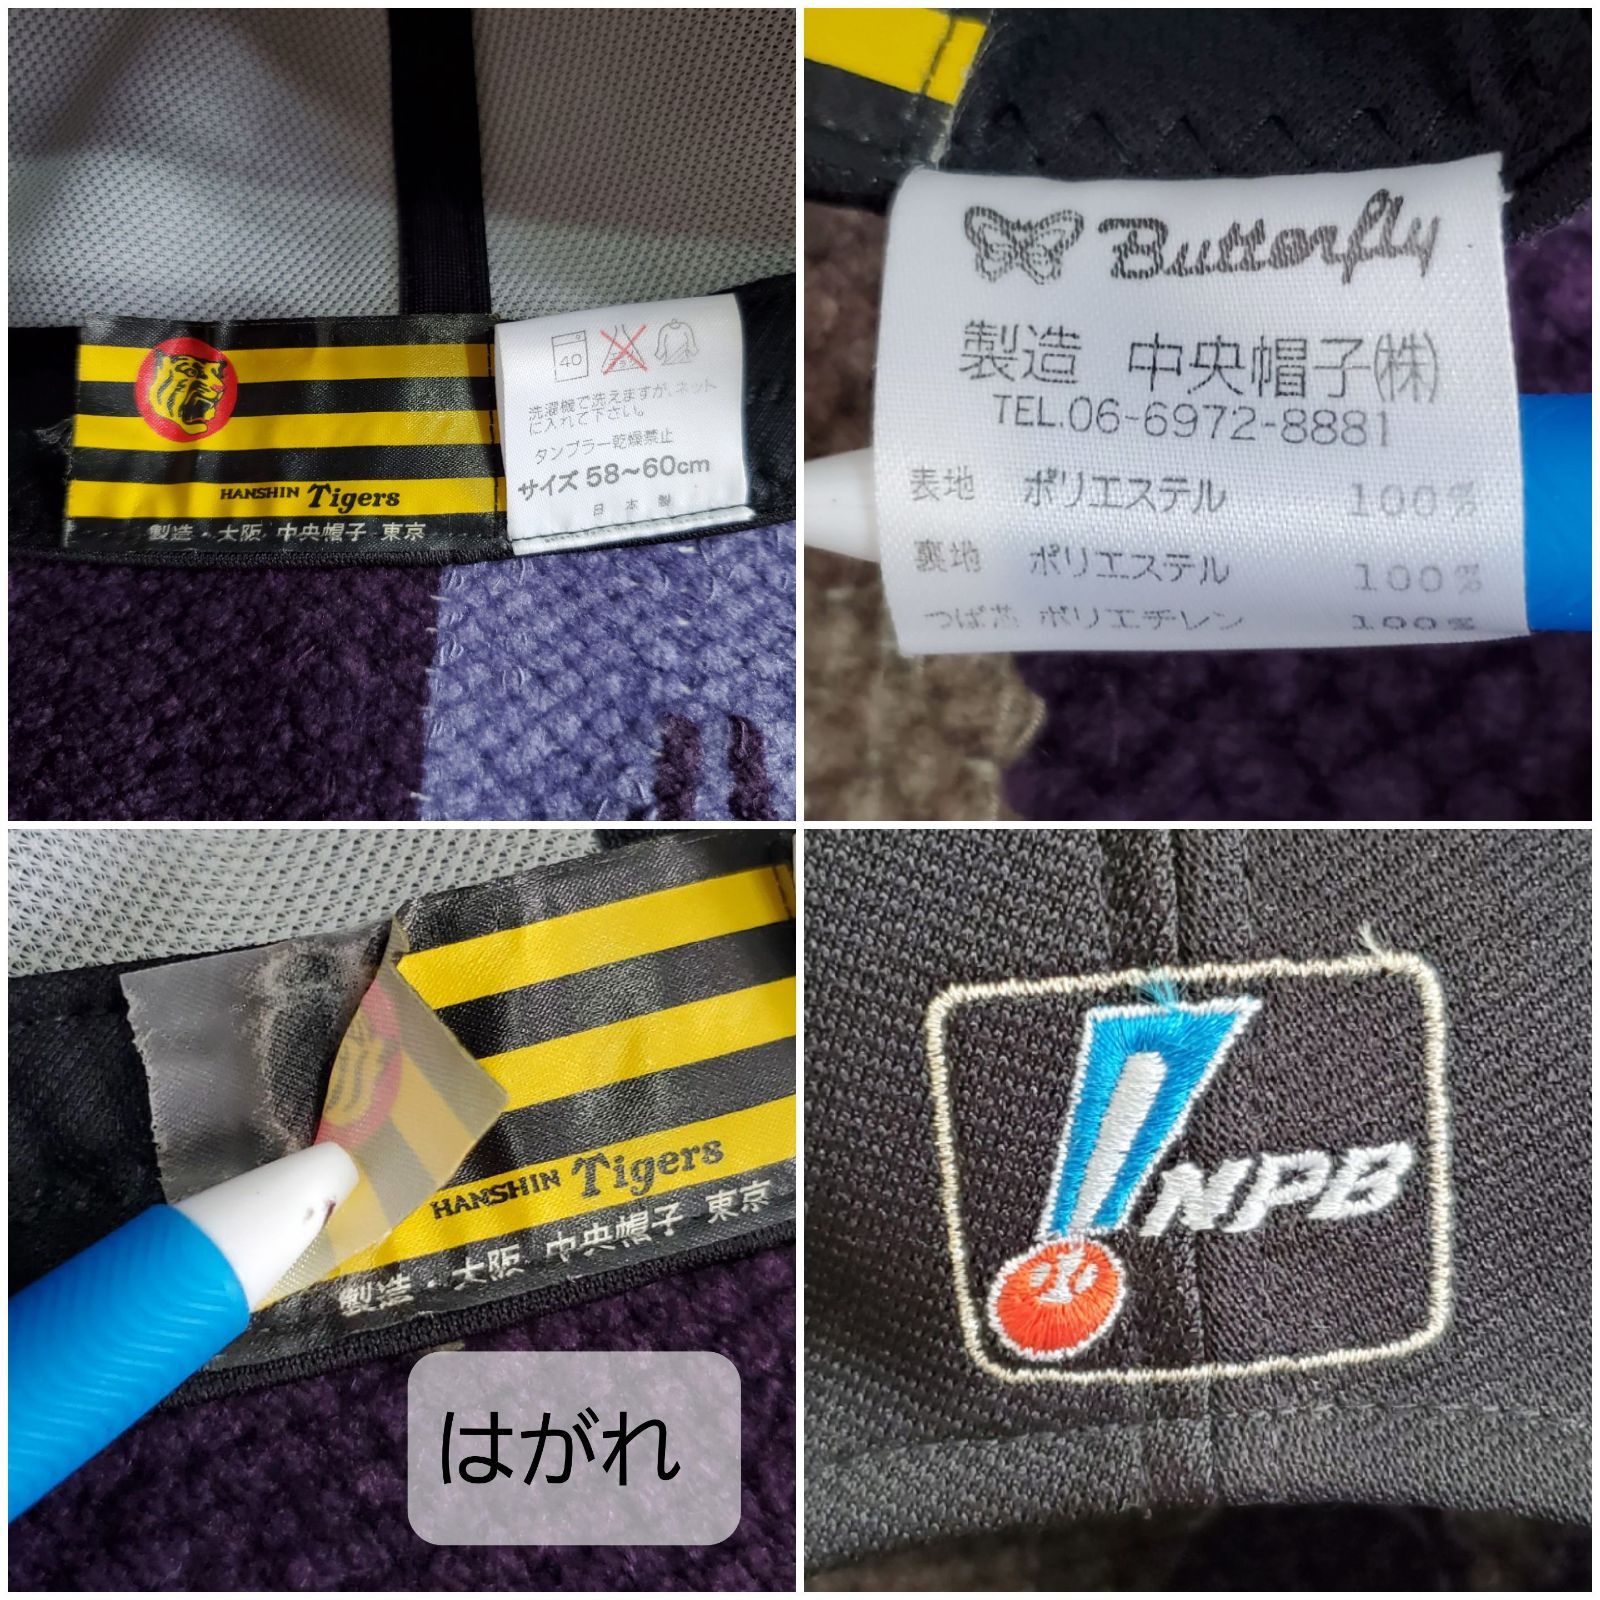 40
洗濯機で洗えますが、ネット
に入れて下さい。
タンブラー乾燥禁止
サイズ 58～60cm
日本製
HANSHIN Tigers
製造・大阪 中央帽子 東京
Butterfly
製造 中央帽子㈱
TEL.06-6972-8881
表地 ポリエステル 100%
裏地 ポリエステル 100%
つば芯 ポリエチレン 100%
HANSHIN Tigers
製造・大阪 中央帽子 東京
はがれ
NPB